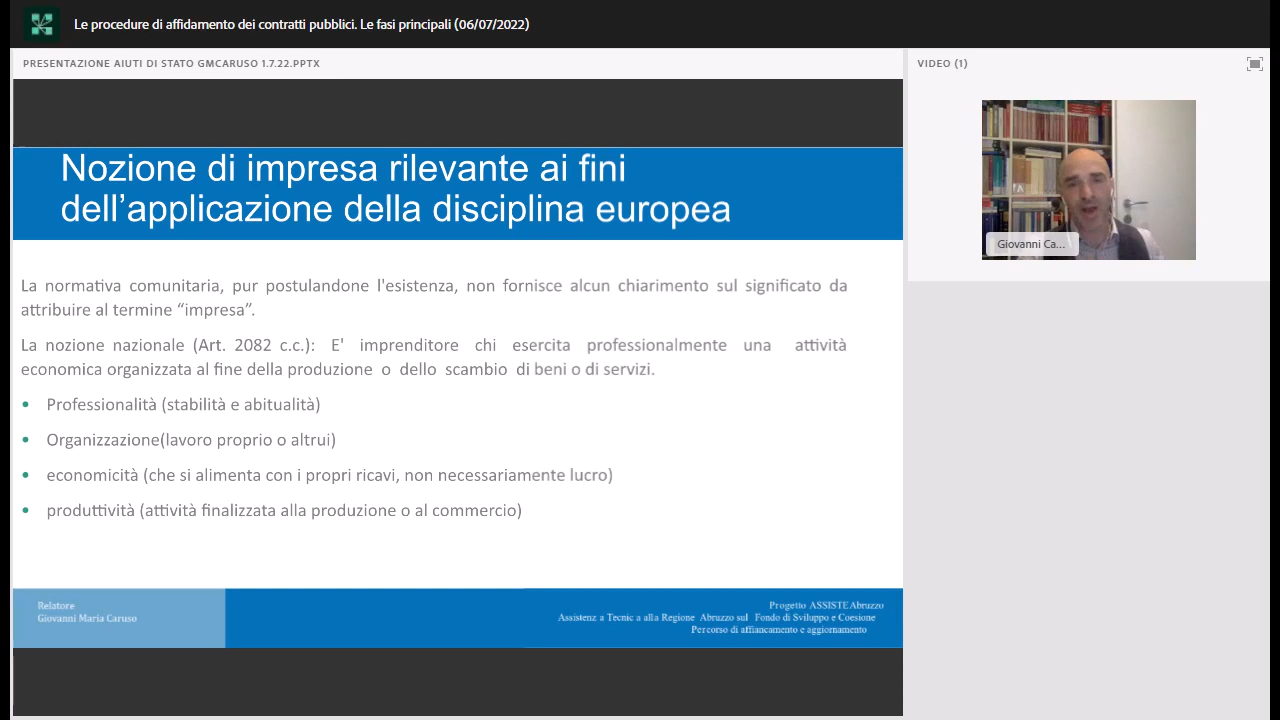 Le procedure di affidamento dei contratti pubblici. Le fasi principali (06/07/2022)
PRESENTAZIONE AIUTI DI STATO GMCARUSO 1.7.22.PPTX
VIDEO (1)
Nozione di impresa rilevante ai fini
dell'applicazione della disciplina europea
La normativa comunitaria, pur postulandone l'esistenza, non fornisce alcun chiarimento sul significato da
attribuire al termine “impresa”.
La nozione nazionale (Art. 2082 c.c.): E' imprenditore chi esercita professionalmente una attività
economica organizzata al fine della produzione o dello scambio di beni o di servizi.
• Professionalità (stabilità e abitualità)
• Organizzazione(lavoro proprio o altrui)
• economicità (che si alimenta con i propri ricavi, non necessariamente lucro)
• produttività (attività finalizzata alla produzione o al commercio)
Relatore
Giovanni Maria Caruso
Progetto ASSISTE Abruzzo
Assistenz a Tecnic a alla Regione Abruzzo sul Fondo di Sviluppo e Coesione
Percorso di affiancamento e aggiornamento
Giovanni Ca...